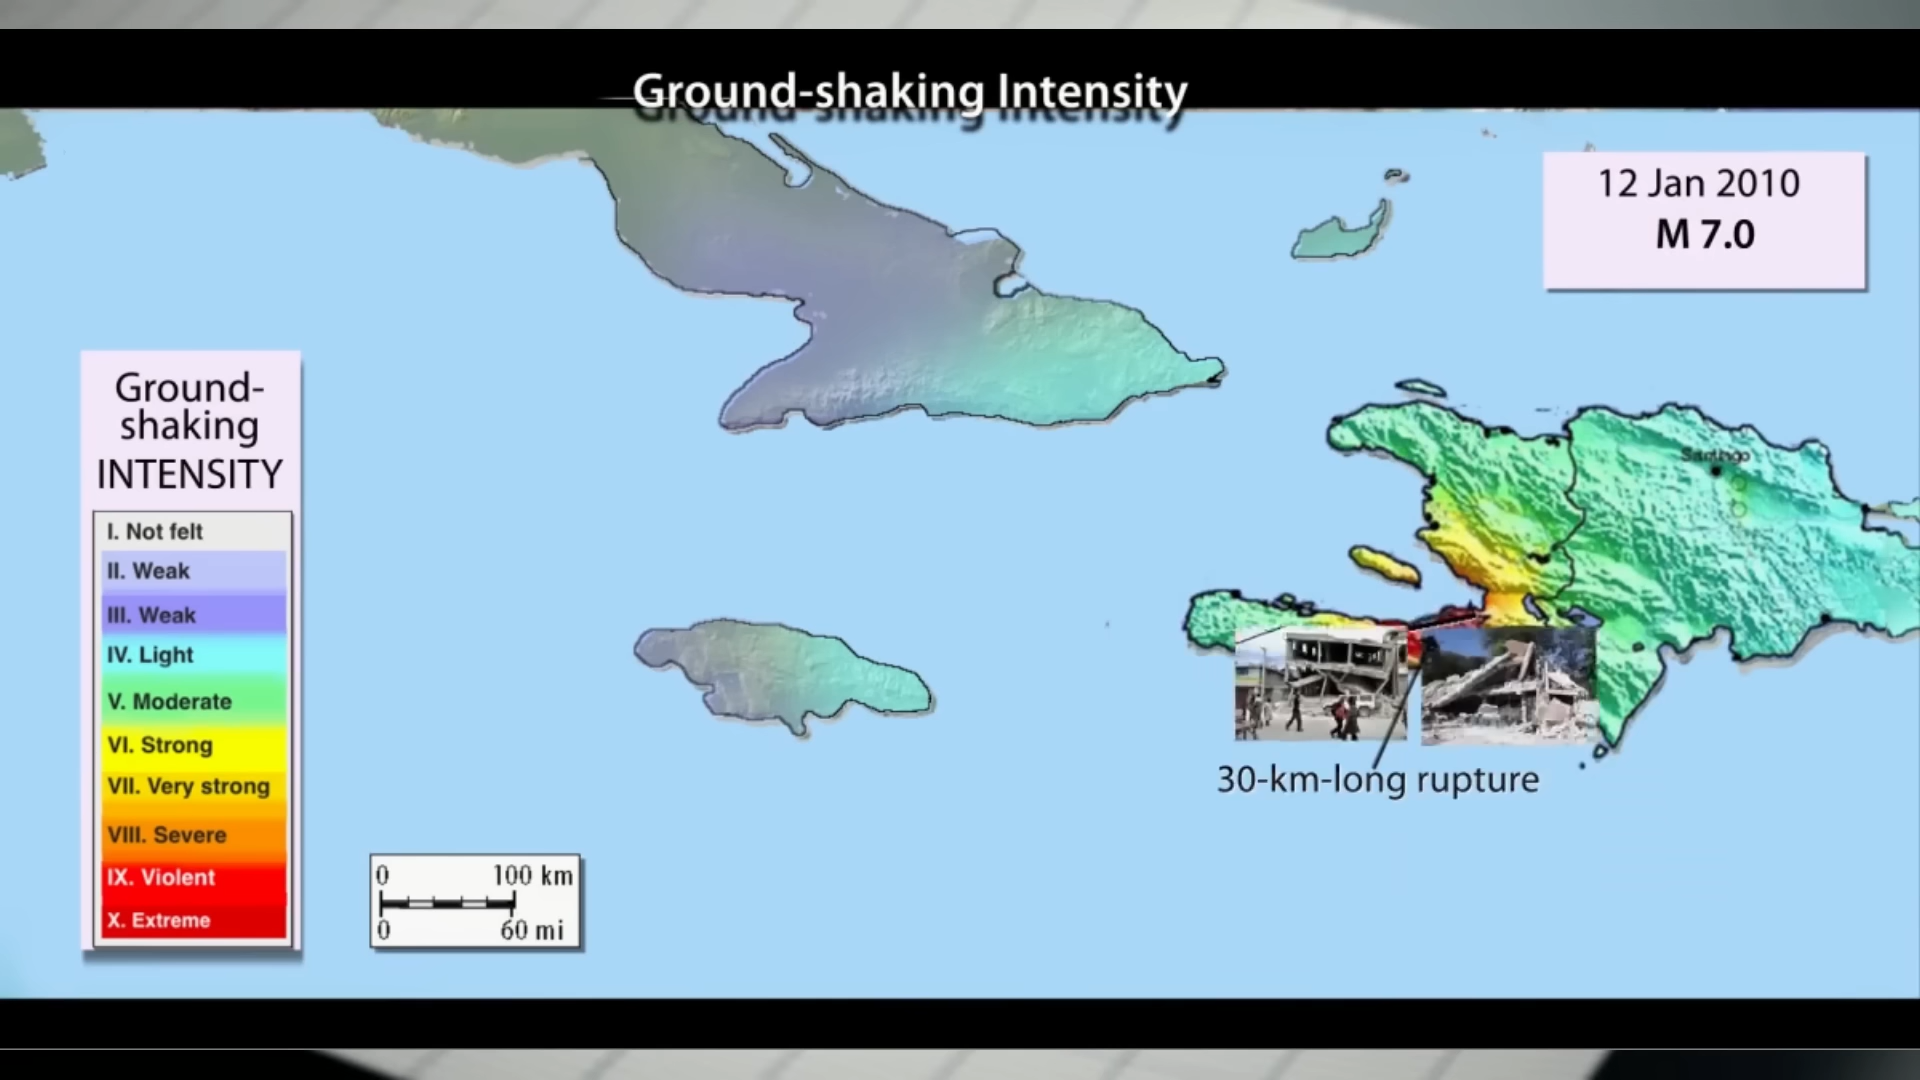 Ground-shaking Intensity
12 Jan 2010
M 7.0
Ground-
shaking
INTENSITY
I. Not felt
II. Weak
III. Weak
IV. Light
V. Moderate
VI. Strong
VII. Very strong
VIII. Severe
IX. Violent
X. Extreme
Santiago
30-km-long rupture
0 100 km
0 60 mi